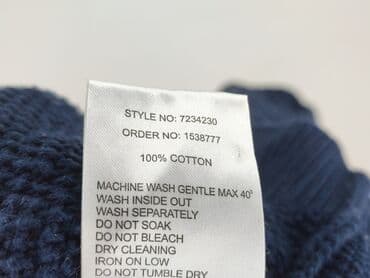 STYLE NO: 7234230
ORDER NO: 1538777
100% COTTON
MACHINE WASH GENTLE MAX 40°
WASH INSIDE OUT
WASH SEPARATELY
DO NOT SOAK
DO NOT BLEACH
DRY CLEANING
IRON ON LOW
DO NOT TUMBLE DRY